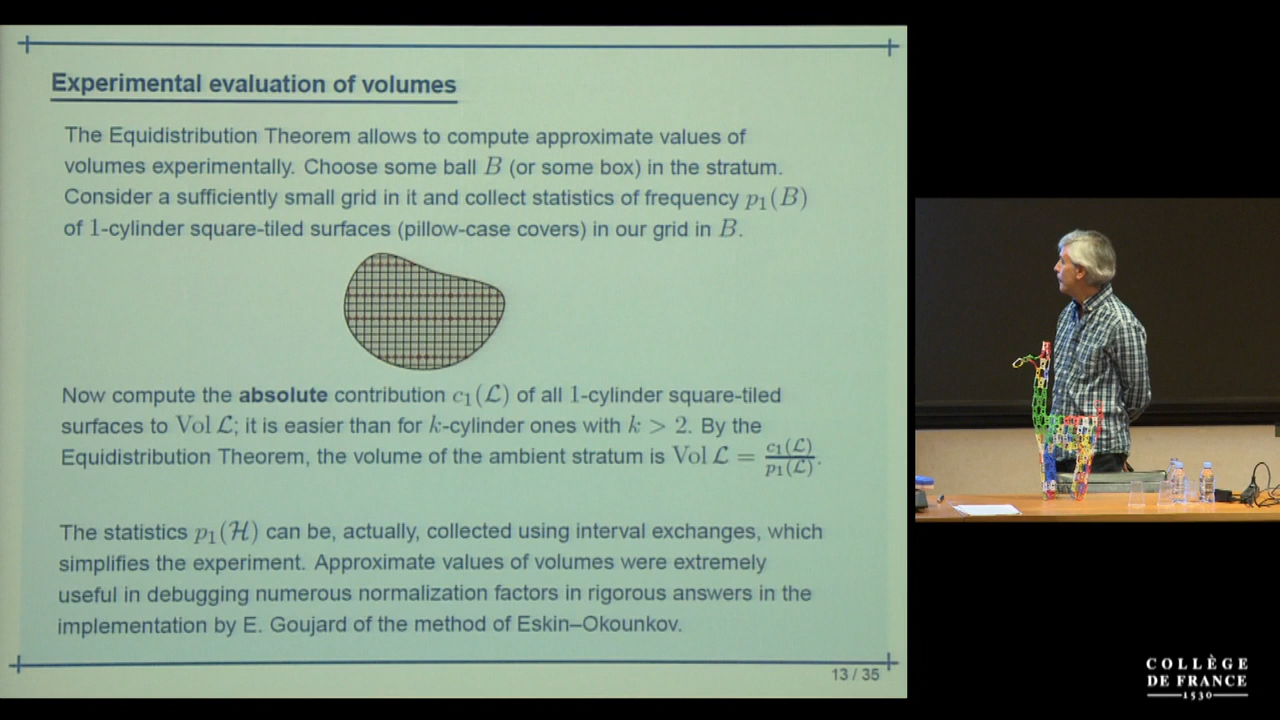 Experimental evaluation of volumes
The Equidistribution Theorem allows to compute approximate values of
volumes experimentally. Choose some ball B (or some box) in the stratum.
Consider a sufficiently small grid in it and collect statistics of frequency p₁(B)
of 1-cylinder square-tiled surfaces (pillow-case covers) in our grid in B.
Now compute the absolute contribution c₁(ℒ) of all 1-cylinder square-tiled
surfaces to Vol ℒ; it is easier than for k-cylinder ones with k > 2. By the
Equidistribution Theorem, the volume of the ambient stratum is Vol ℒ = c₁(ℒ)/p₁(ℒ).
The statistics p₁(ℋ) can be, actually, collected using interval exchanges, which
simplifies the experiment. Approximate values of volumes were extremely
useful in debugging numerous normalization factors in rigorous answers in the
implementation by E. Goujard of the method of Eskin–Okounkov.
13 / 35
COLLÈGE
DE FRANCE
1530